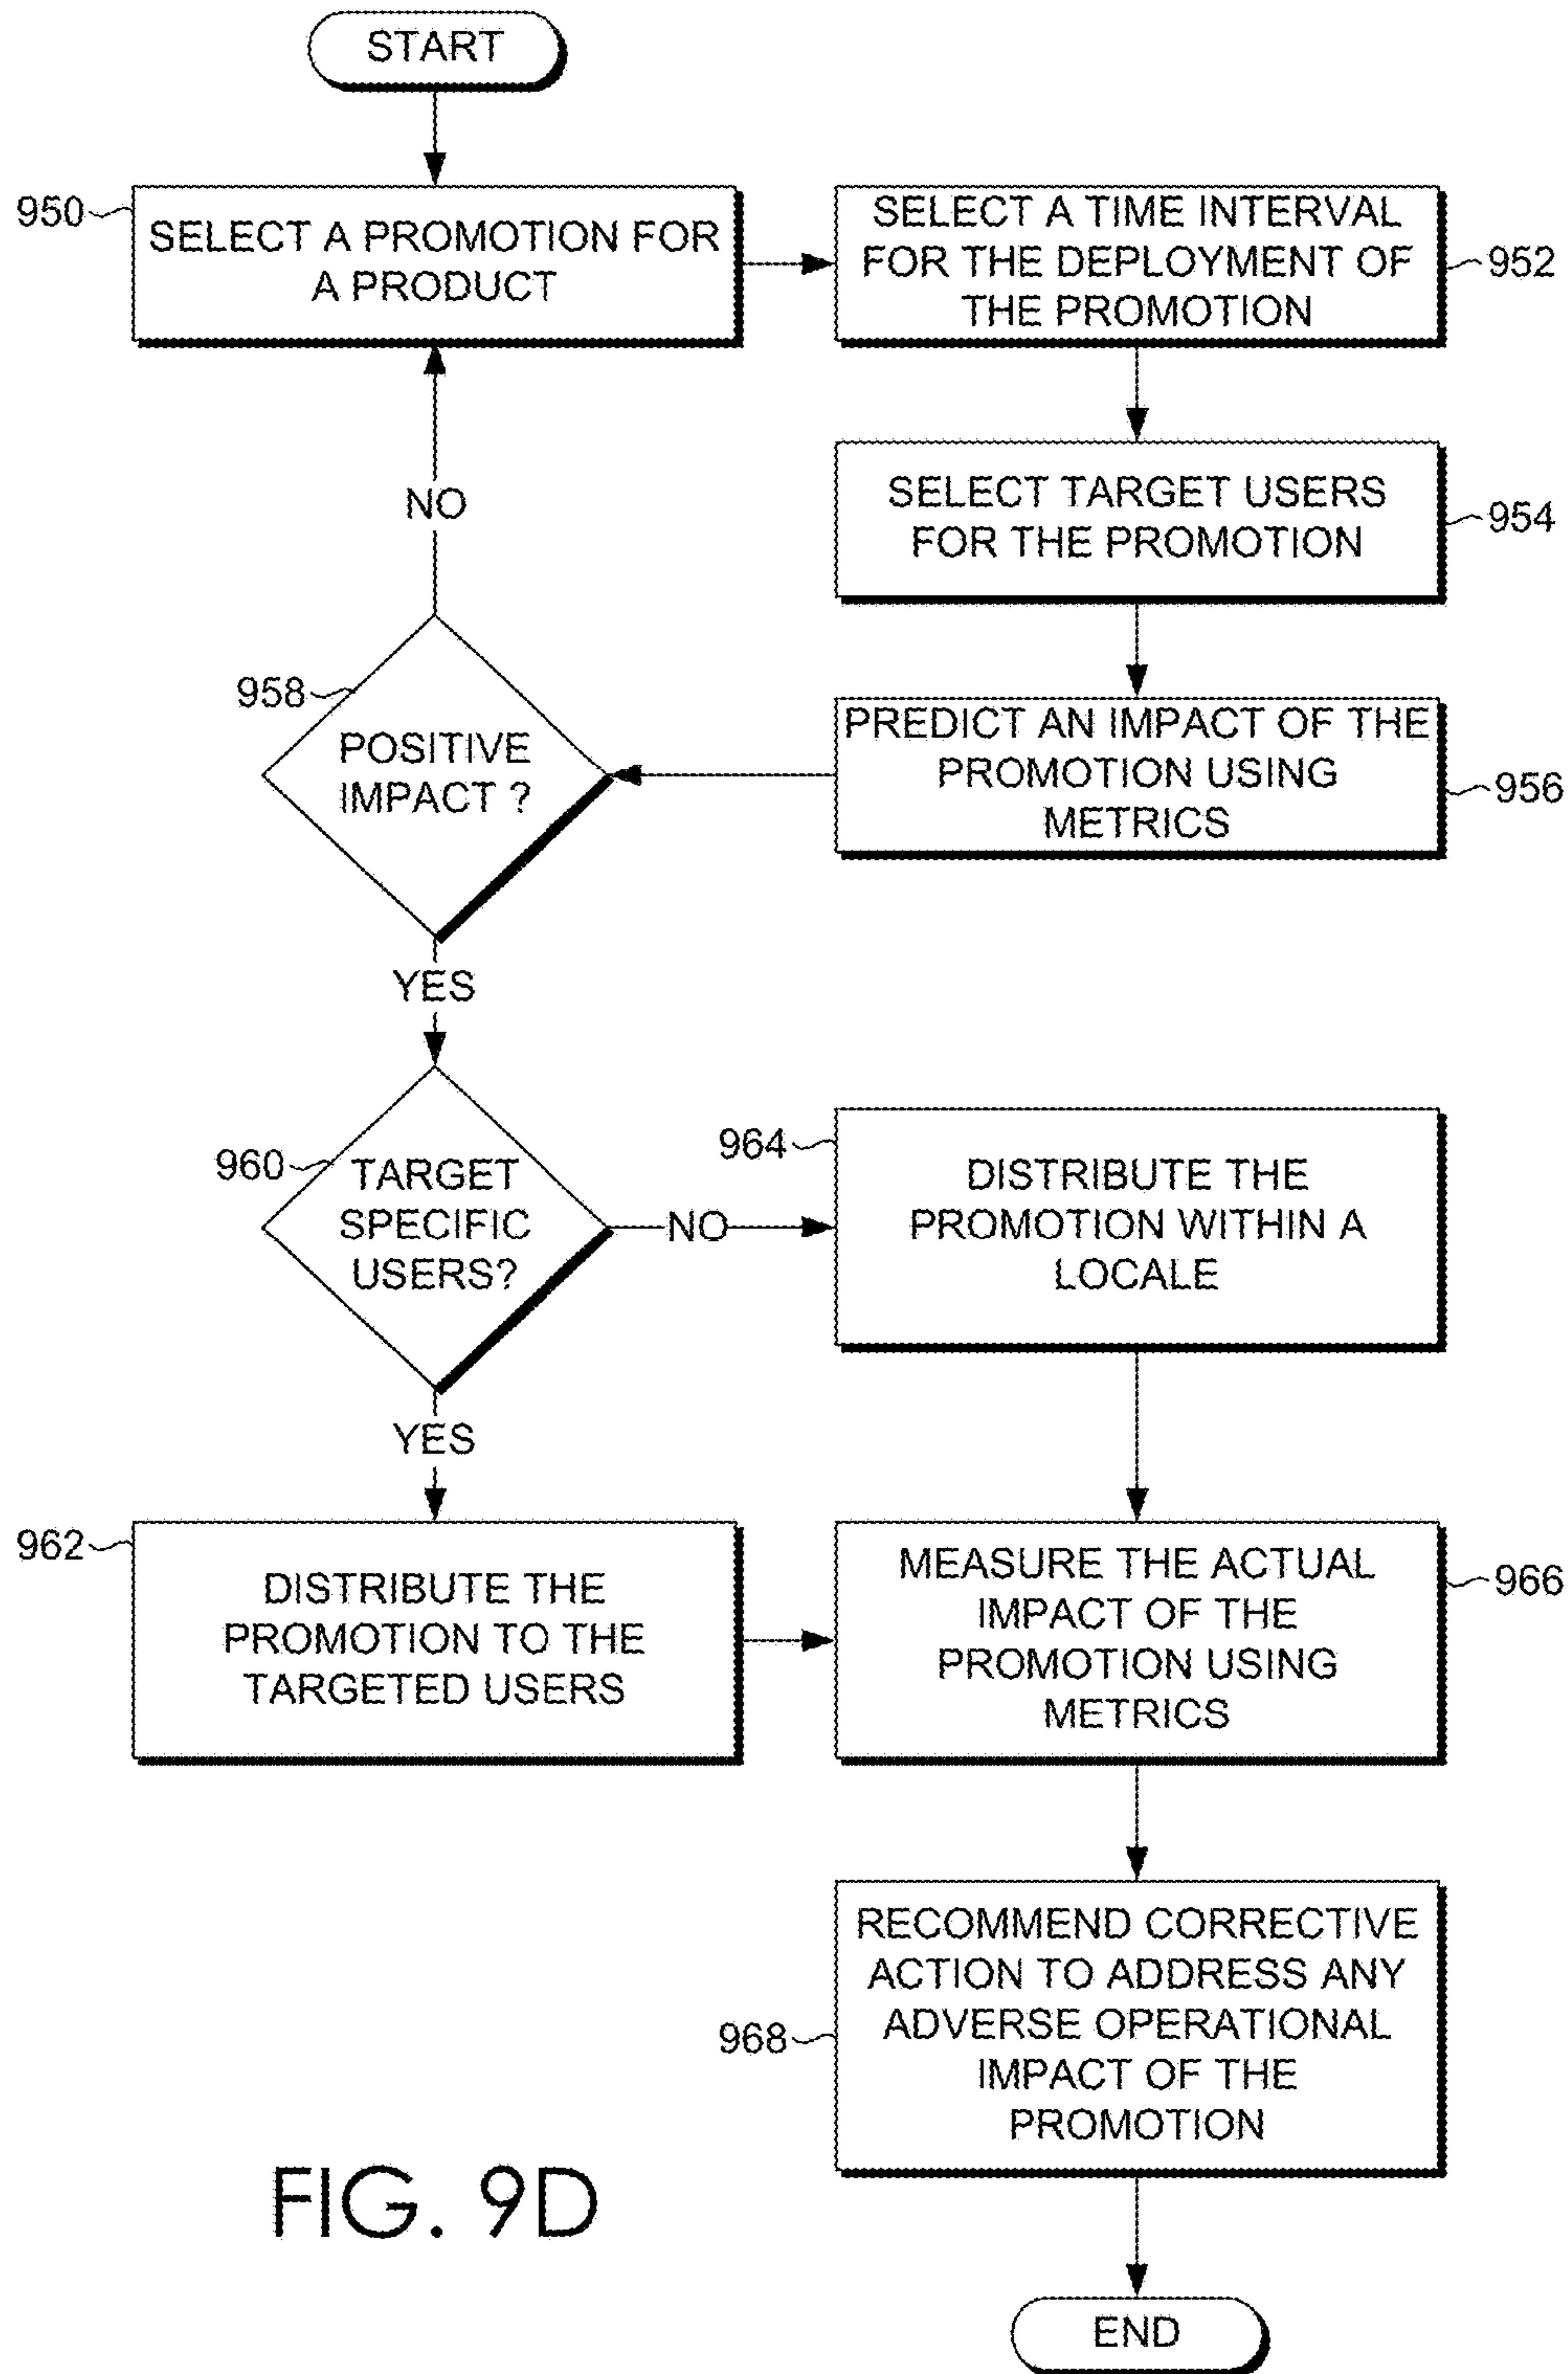 START
950
SELECT A PROMOTION FOR
A PRODUCT
SELECT A TIME INTERVAL
FOR THE DEPLOYMENT OF
THE PROMOTION
952
SELECT TARGET USERS
FOR THE PROMOTION
954
NO
958
POSITIVE
IMPACT ?
PREDICT AN IMPACT OF THE
PROMOTION USING
METRICS
956
YES
960
TARGET
SPECIFIC
USERS?
NO
964
DISTRIBUTE THE
PROMOTION WITHIN A
LOCALE
YES
962
DISTRIBUTE THE
PROMOTION TO THE
TARGETED USERS
MEASURE THE ACTUAL
IMPACT OF THE
PROMOTION USING
METRICS
966
RECOMMEND CORRECTIVE
ACTION TO ADDRESS ANY
ADVERSE OPERATIONAL
IMPACT OF THE
PROMOTION
968
FIG. 9D
END